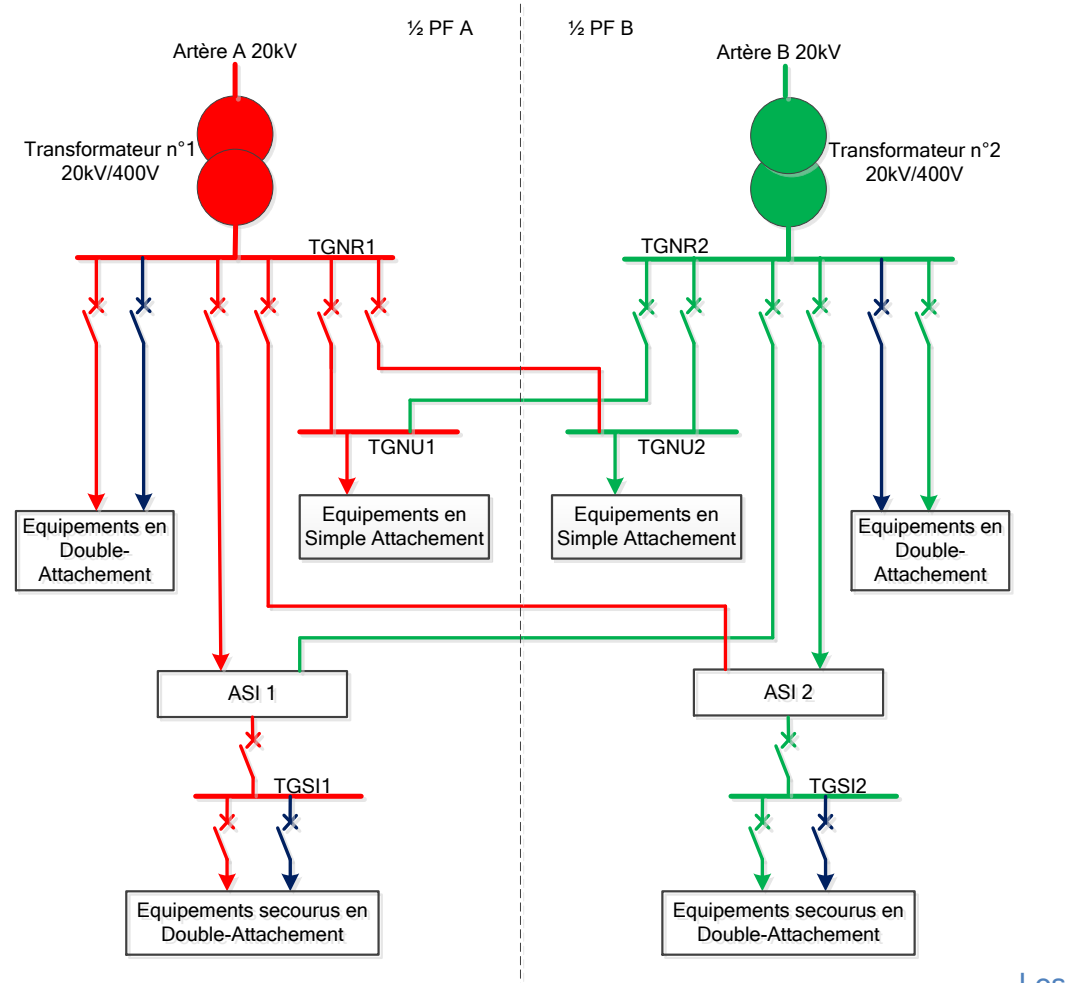 ½ PF A
½ PF B
Artère A 20kV
Artère B 20kV
Transformateur n°1
20kV/400V
Transformateur n°2
20kV/400V
TGNR1
TGNR2
TGNU1
TGNU2
Equipements en
Double-
Attachement
Equipements en
Simple Attachement
Equipements en
Simple Attachement
Equipements en
Double-
Attachement
ASI 1
ASI 2
TGSI1
TGSI2
Equipements secourus en
Double-Attachement
Equipements secourus en
Double-Attachement